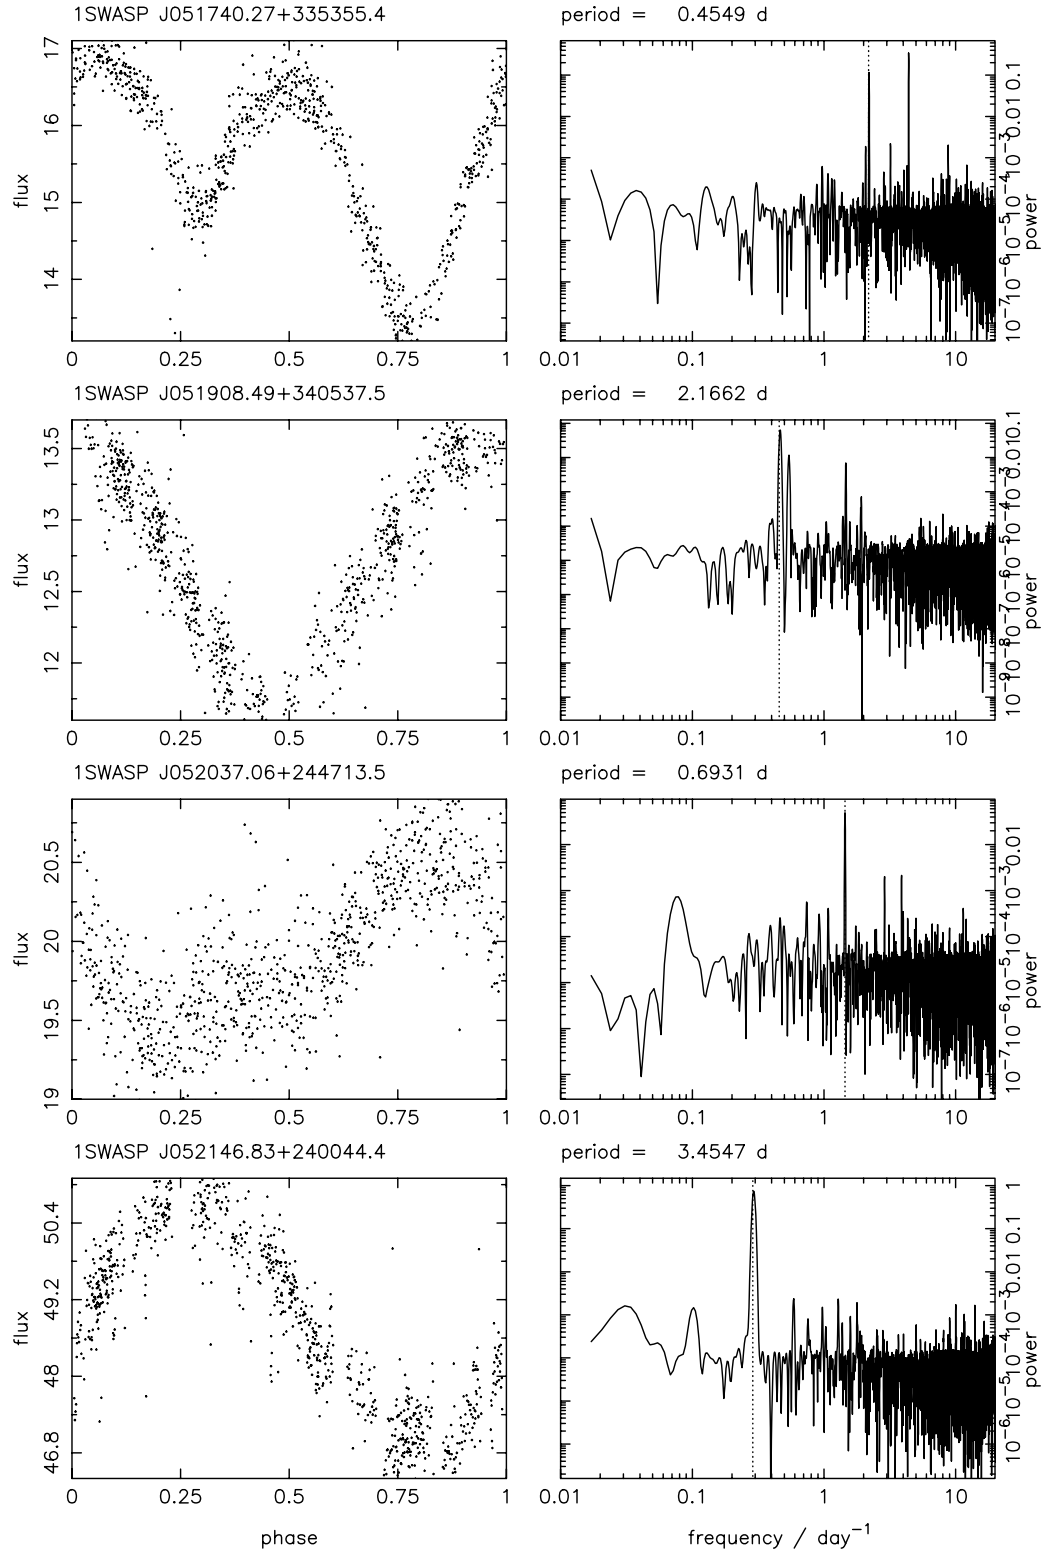 1SWASP J051740.27+335355.4
period = 0.4549 d
17
16
15
14
flux
0 0.25 0.5 0.75 1
0.1
0.01
10⁻³
10⁻⁴
10⁻⁵
10⁻⁶
10⁻⁷
power
0.01 0.1 1 10
1SWASP J051908.49+340537.5
period = 2.1662 d
13.5
13
12.5
12
flux
0 0.25 0.5 0.75 1
0.1
0.01
10⁻³
10⁻⁴
10⁻⁵
10⁻⁶
10⁻⁷
10⁻⁸
10⁻⁹
power
0.01 0.1 1 10
1SWASP J052037.06+244713.5
period = 0.6931 d
20.5
20
19.5
19
flux
0 0.25 0.5 0.75 1
0.01
10⁻³
10⁻⁴
10⁻⁵
10⁻⁶
10⁻⁷
power
0.01 0.1 1 10
1SWASP J052146.83+240044.4
period = 3.4547 d
50.4
49.2
48
46.8
flux
0 0.25 0.5 0.75 1
phase
1
0.1
0.01
10⁻³
10⁻⁴
10⁻⁵
10⁻⁶
power
0.01 0.1 1 10
frequency / day⁻¹